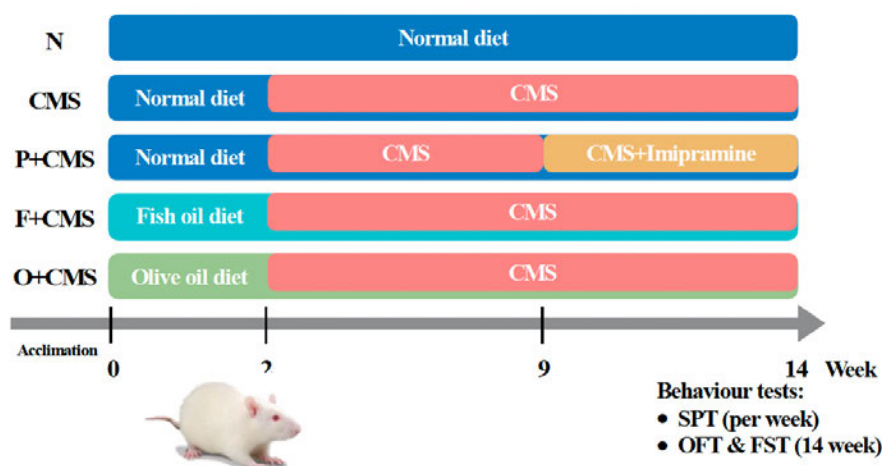 N Normal diet
CMS Normal diet CMS
P+CMS Normal diet CMS CMS+Imipramine
F+CMS Fish oil diet CMS
O+CMS Olive oil diet CMS
Acclimation
0 2 9 14 Week
Behaviour tests:
• SPT (per week)
• OFT & FST (14 week)